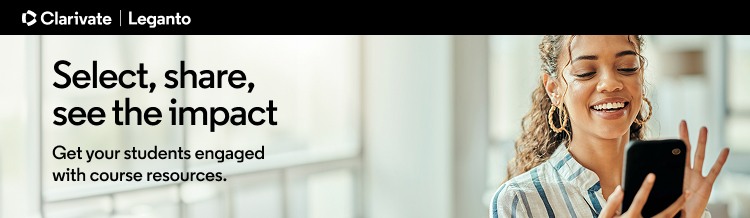 Clarivate | Leganto
Select, share,
see the impact
Get your students engaged
with course resources.